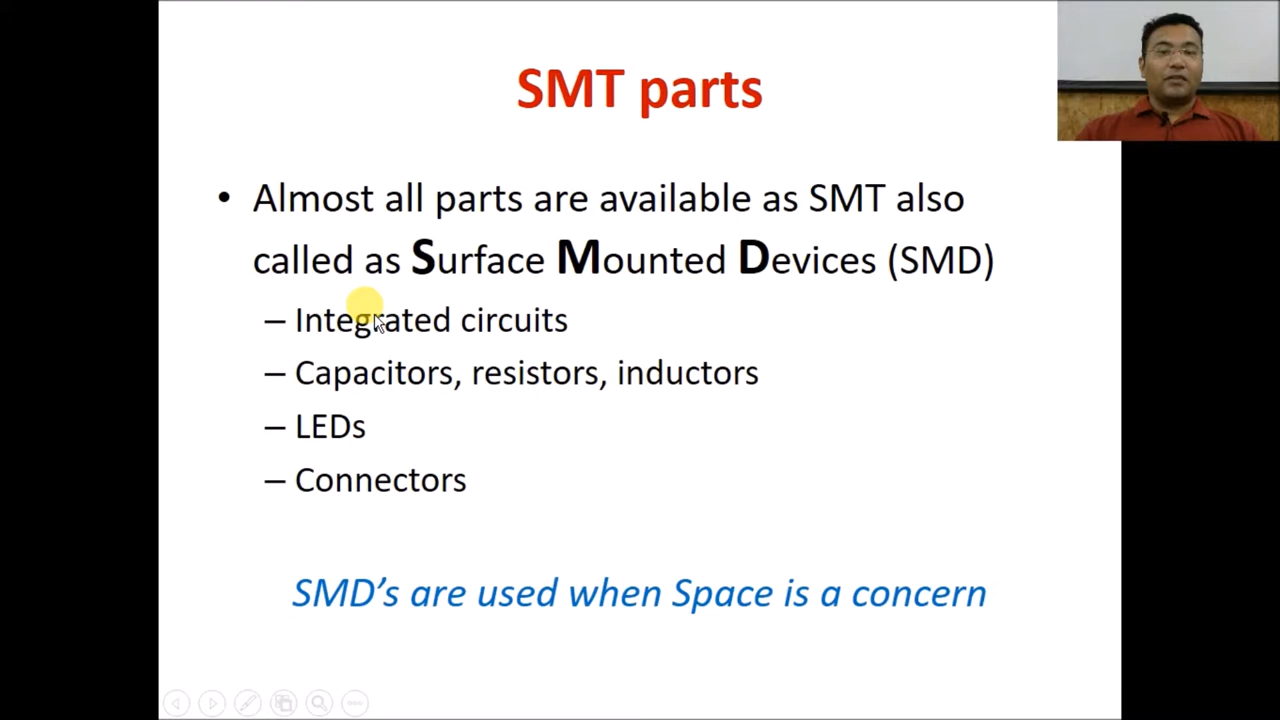 SMT parts
• Almost all parts are available as SMT also
called as Surface Mounted Devices (SMD)
– Integrated circuits
– Capacitors, resistors, inductors
– LEDs
– Connectors
SMD’s are used when Space is a concern